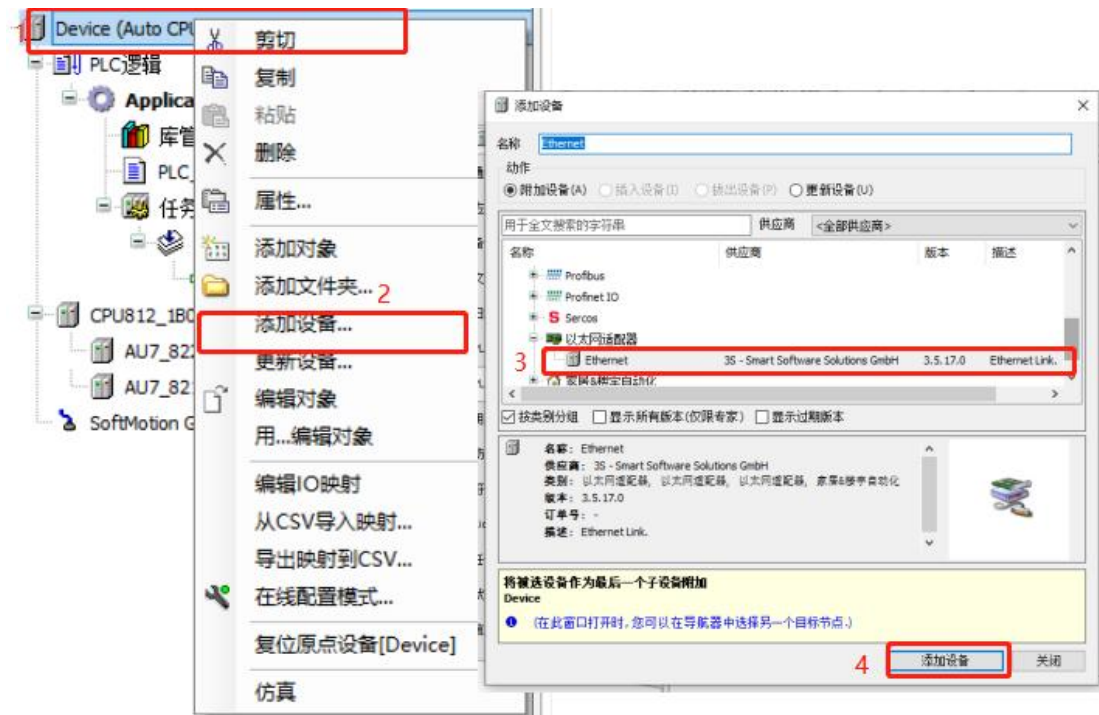 1
Device (Auto CPU
PLC逻辑
Applica
库管
PLC_
任务
CPU812_1B0
AU7_822
AU7_82
SoftMotion G
剪切
复制
粘贴
删除
属性...
添加对象
添加文件夹...
2
添加设备...
更新设备...
编辑对象
用...编辑对象
编辑IO映射
从CSV导入映射...
导出映射到CSV...
在线配置模式...
复位原点设备[Device]
仿真
添加设备
名称 Ethernet
动作
附加设备(A) 插入设备(I) 拔出设备(P) 更新设备(U)
用于全文搜索的字符串 供应商 <全部供应商>
名称 供应商 版本 描述
Profibus
Profinet IO
Sercos
以太网适配器
3
Ethernet 3S - Smart Software Solutions GmbH 3.5.17.0 Ethernet Link.
家居&楼宇自动化
按类别分组 显示所有版本(仅限专家) 显示过期版本
名称: Ethernet
供应商: 3S - Smart Software Solutions GmbH
类别: 以太网适配器, 以太网适配器, 以太网适配器, 家居&楼宇自动化
版本: 3.5.17.0
订单号: -
描述: Ethernet Link.
将被选设备作为最后一个子设备附加
Device
(在此窗口打开时,您可以在导航器中选择另一个目标节点.)
4
添加设备 关闭